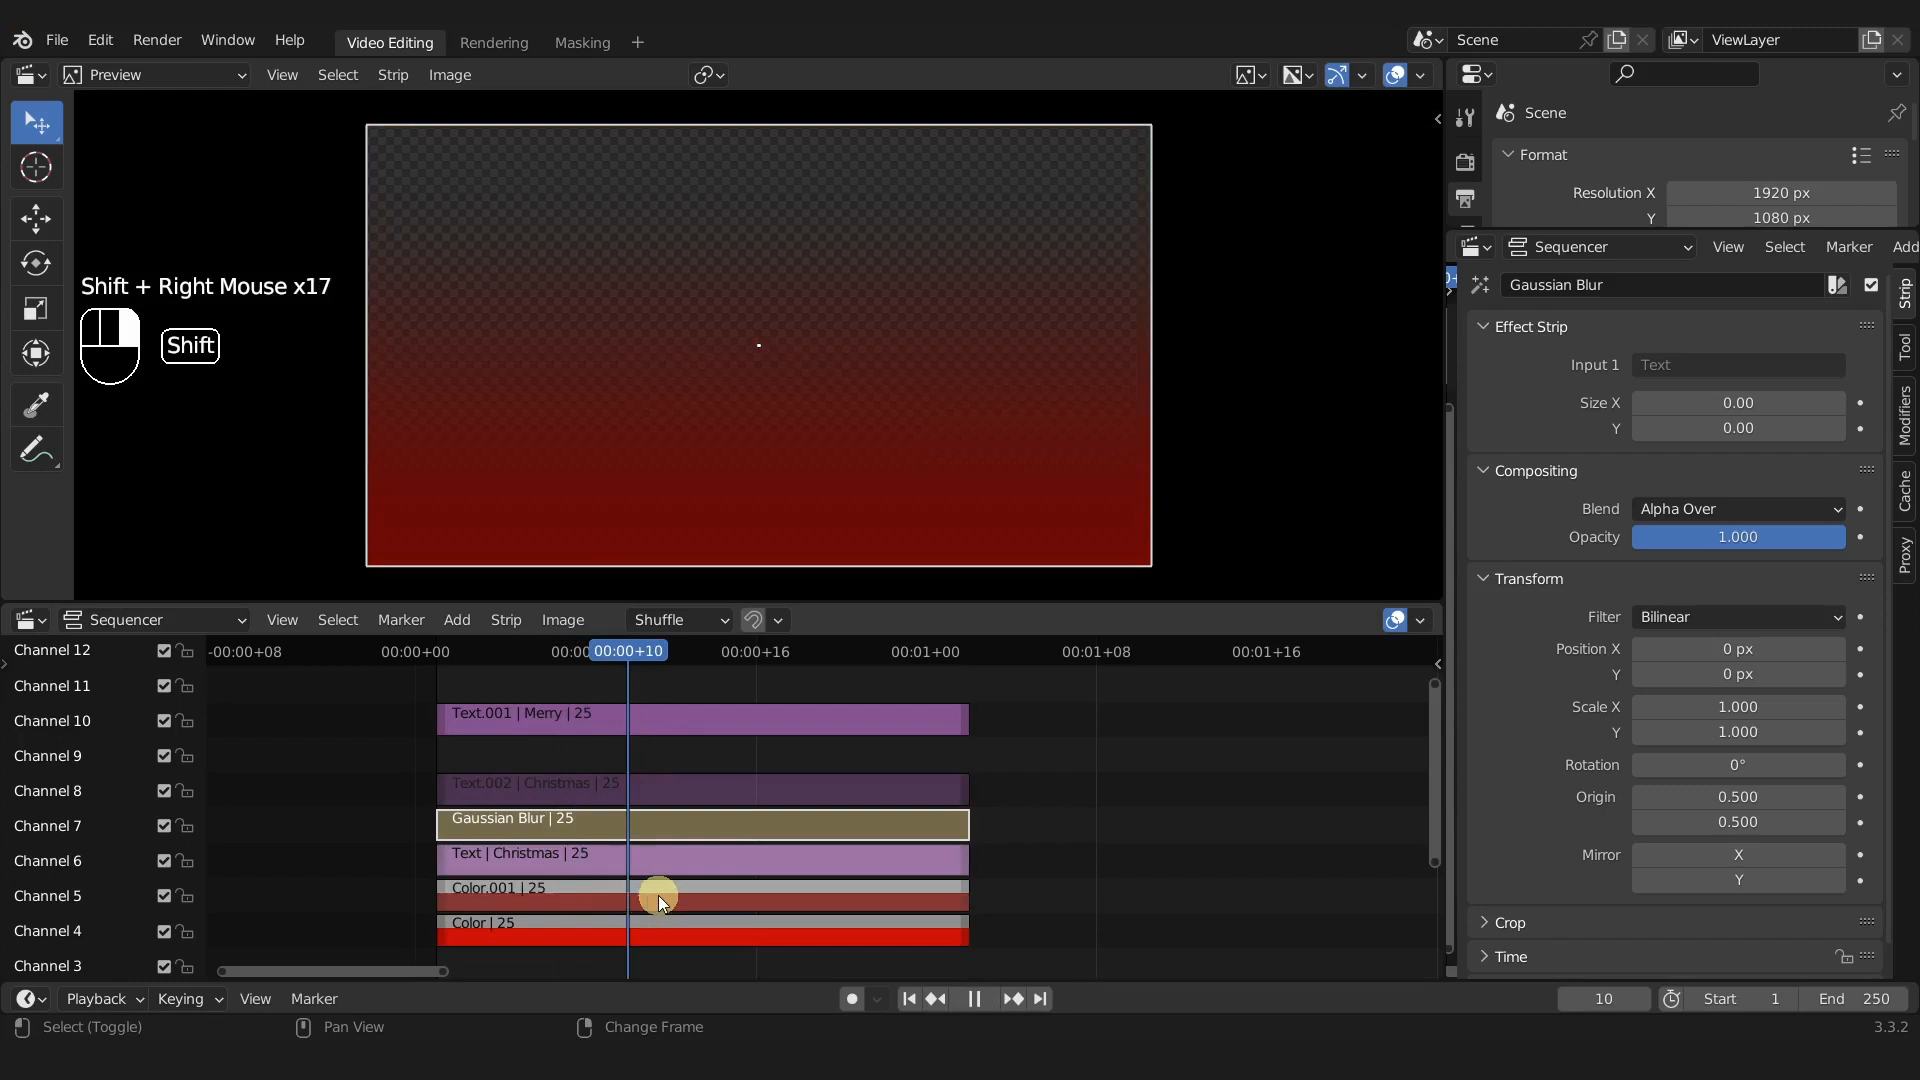 File Edit Render Window Help Video Editing Rendering Masking + Scene ViewLayer
Preview View Select Strip Image
Scene
Format
Resolution X 1920 px
Y 1080 px
Sequencer View Select Marker Add
Shift + Right Mouse x17
Shift
Gaussian Blur
Effect Strip
Input 1 Text
Size X 0.00
Y 0.00
Compositing
Blend Alpha Over
Opacity 1.000
Transform
Filter Bilinear
Position X 0 px
Y 0 px
Scale X 1.000
Y 1.000
Rotation 0°
Origin 0.500
0.500
Mirror X
Y
Crop
Time
Strip
Tool
Modifiers
Cache
Proxy
Sequencer View Select Marker Add Strip Image Shuffle
-00:00+08 00:00+00 00:00 00:00+10 00:00+16 00:01+00 00:01+08 00:01+16
Channel 12
Channel 11
Channel 10 Text.001 | Merry | 25
Channel 9
Channel 8 Text.002 | Christmas | 25
Channel 7 Gaussian Blur | 25
Channel 6 Text | Christmas | 25
Channel 5 Color.001 | 25
Channel 4 Color | 25
Channel 3
Playback Keying View Marker 10 Start 1 End 250
Select (Toggle) Pan View Change Frame 3.3.2